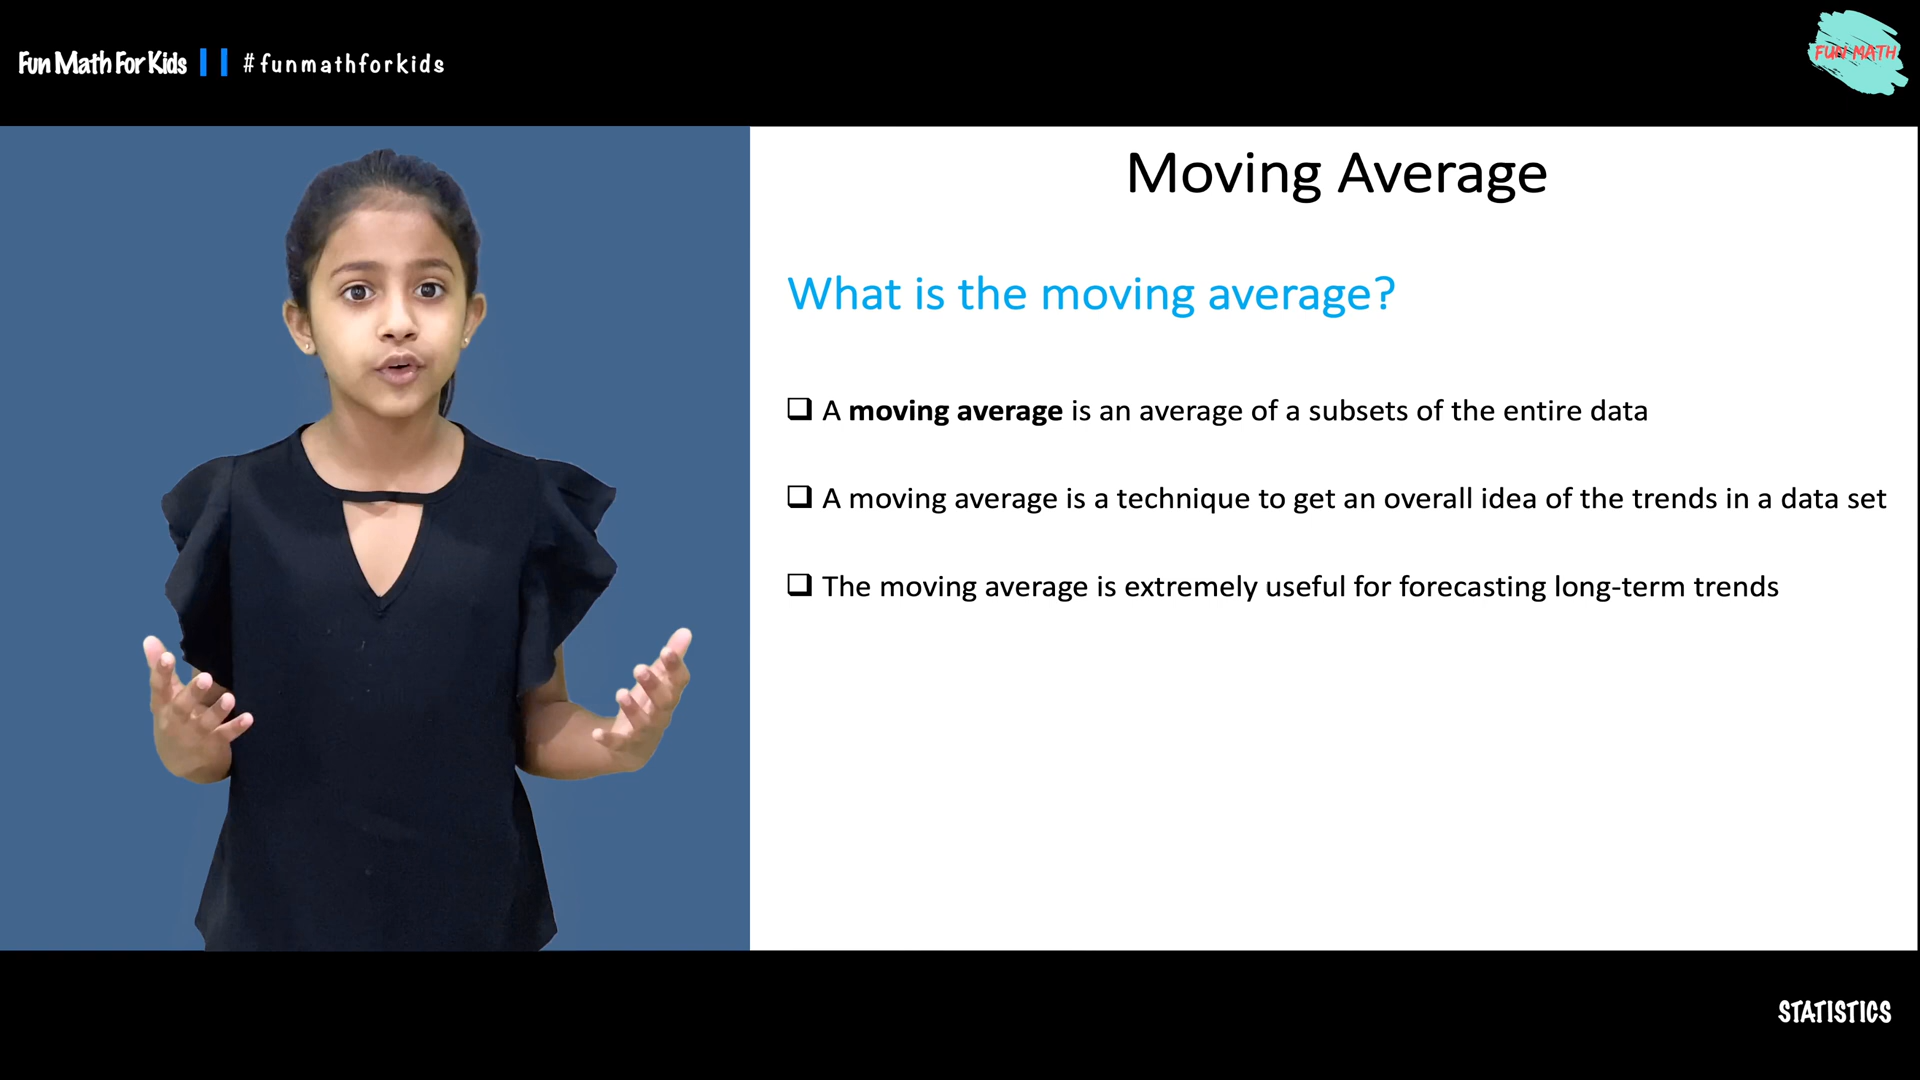 Fun Math For Kids #funmathforkids
FUN MATH
Moving Average
What is the moving average?
A moving average is an average of a subsets of the entire data
A moving average is a technique to get an overall idea of the trends in a data set
The moving average is extremely useful for forecasting long-term trends
STATISTICS